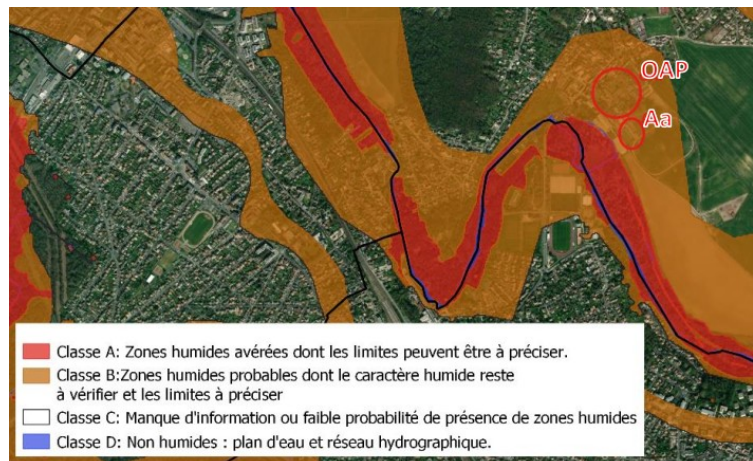 OAP
Aa
Classe A: Zones humides avérées dont les limites peuvent être à préciser.
Classe B:Zones humides probables dont le caractère humide reste
à vérifier et les limites à préciser
Classe C: Manque d'information ou faible probabilité de présence de zones humides
Classe D: Non humides : plan d'eau et réseau hydrographique.